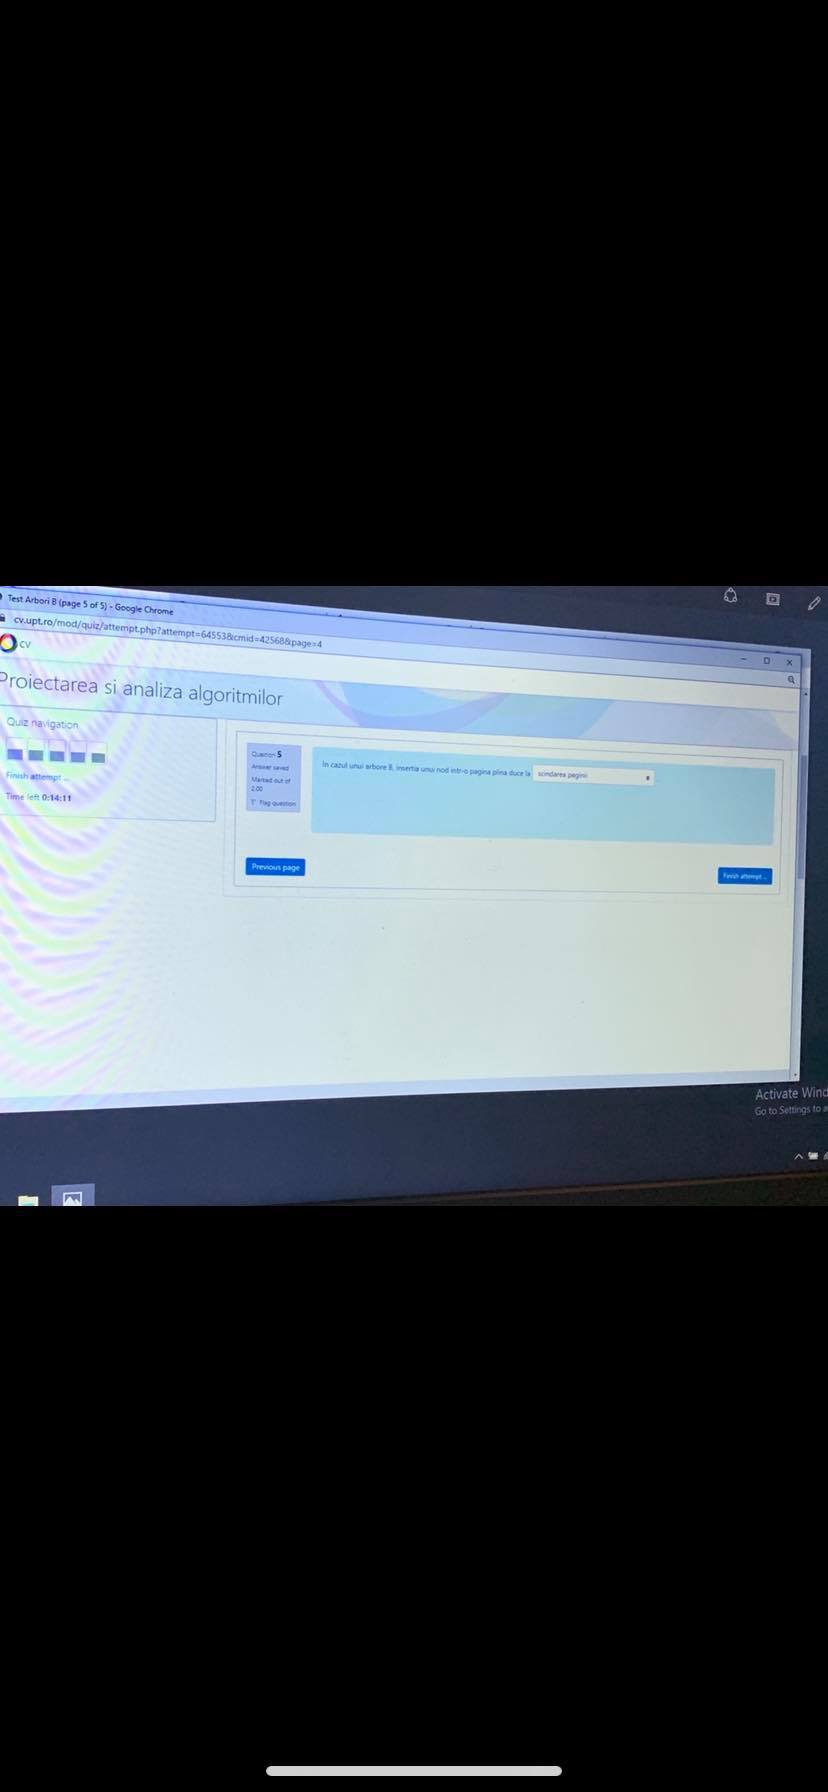 Test Arbori B (page 5 of 5) - Google Chrome
cv.upt.ro/mod/quiz/attempt.php?attempt=64553&cmid=42568&page=4
CV
Proiectarea si analiza algoritmilor
Quiz navigation
Finish attempt ...
Time left 0:14:11
Question 5
Answer saved
Marked out of
2.00
Flag question
In cazul unui arbore B, insertia unui nod intr-o pagina plina duce la scindarea paginii
Previous page
Finish attempt ...
Activate Wind
Go to Settings to a